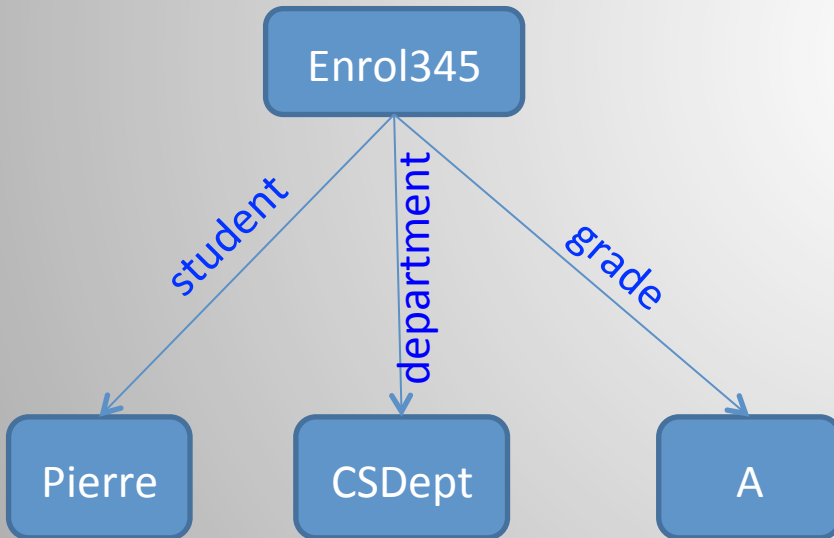 Enrol345
student
department
grade
Pierre
CSDept
A